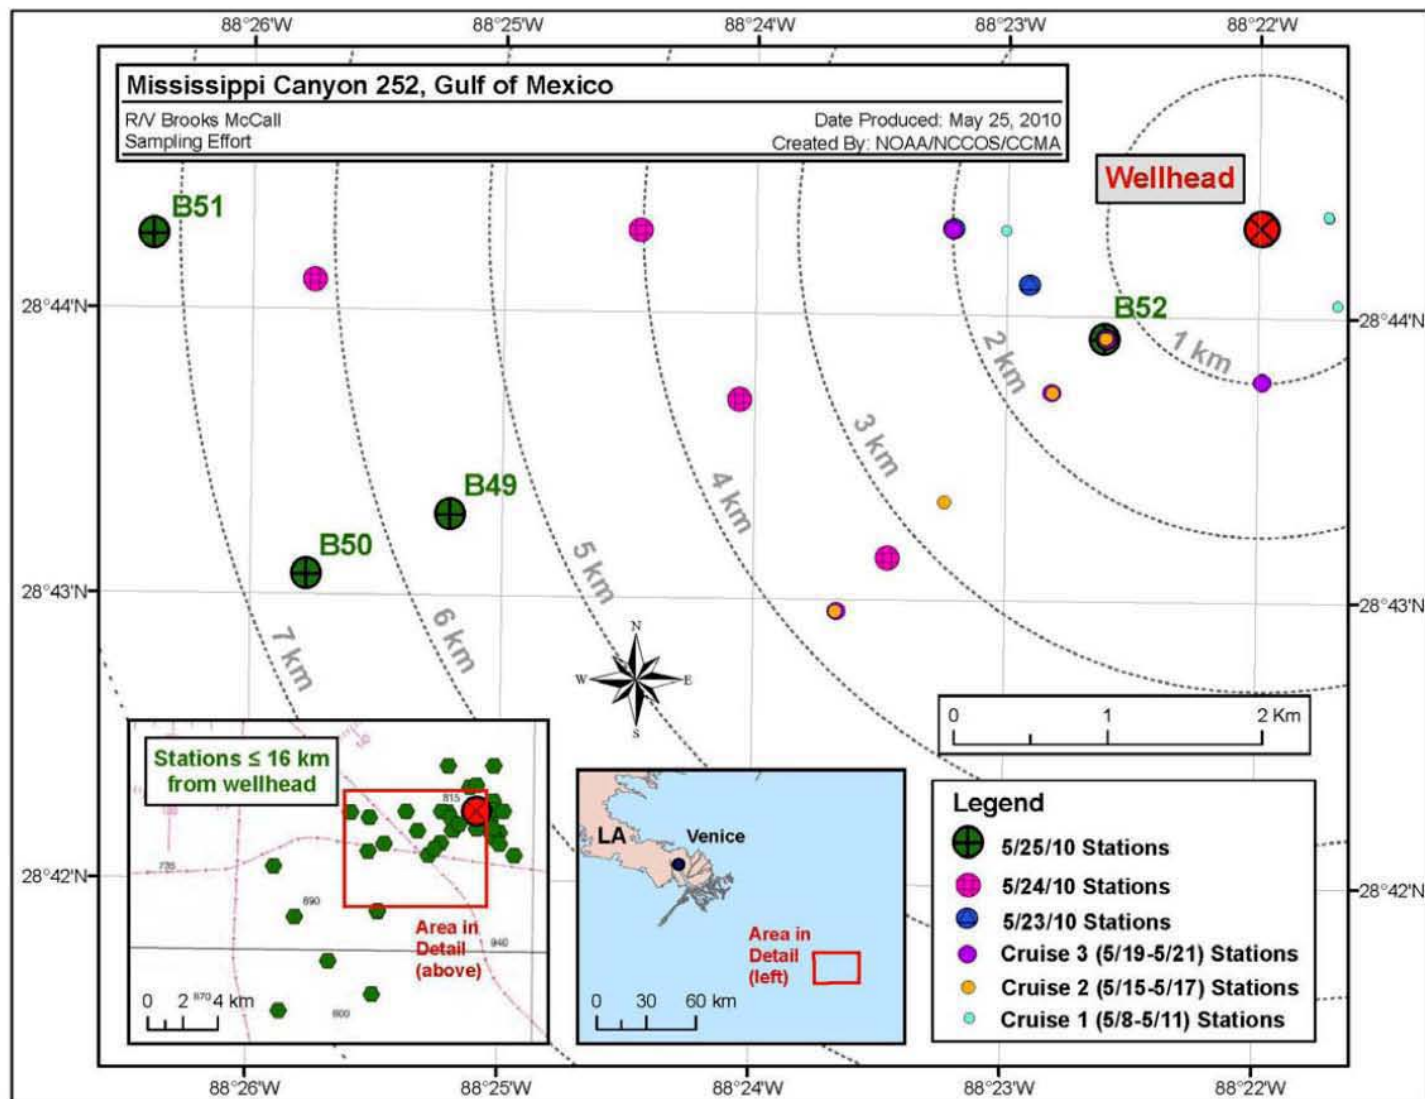 88°26'W 88°25'W 88°24'W 88°23'W 88°22'W
Mississippi Canyon 252, Gulf of Mexico
R/V Brooks McCall
Date Produced: May 25, 2010
Sampling Effort
Created By: NOAA/NCCOS/CCMA
Wellhead
B51
28°44'N
B52
28°44'N
1 km
2 km
3 km
4 km
B49
B50
5 km
28°43'N
28°43'N
6 km
7 km
N
W
E
S
0 1 2 Km
Stations ≤ 16 km
from wellhead
815
690
940
Area in
Detail
(above)
0 2 870 4 km
800
28°42'N
LA
Venice
Area in
Detail
(left)
0 30 60 km
Legend
5/25/10 Stations
5/24/10 Stations
5/23/10 Stations
Cruise 3 (5/19-5/21) Stations
Cruise 2 (5/15-5/17) Stations
Cruise 1 (5/8-5/11) Stations
28°42'N
88°26'W 88°25'W 88°24'W 88°23'W 88°22'W